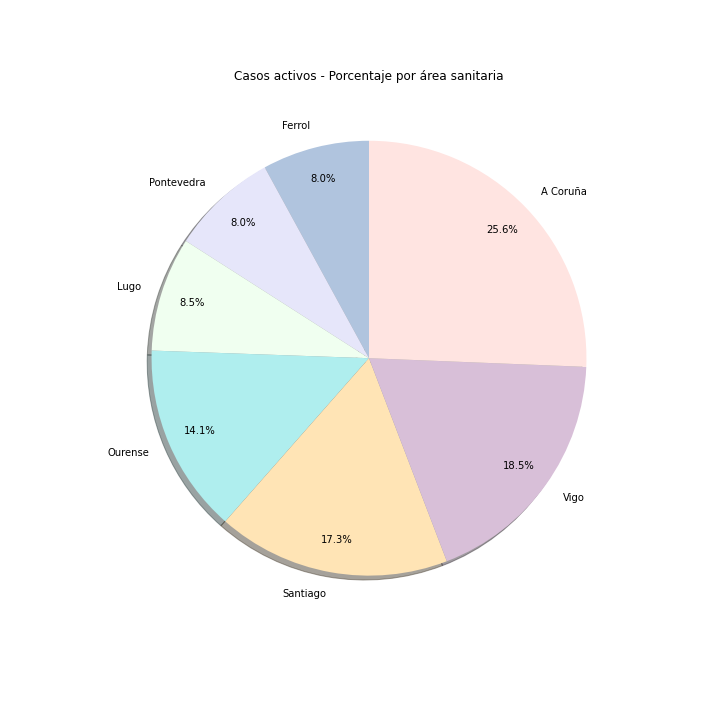 Casos activos - Porcentaje por área sanitaria
Ferrol
8.0%
A Coruña
25.6%
Pontevedra
8.0%
Lugo
8.5%
Ourense
14.1%
Santiago
17.3%
Vigo
18.5%